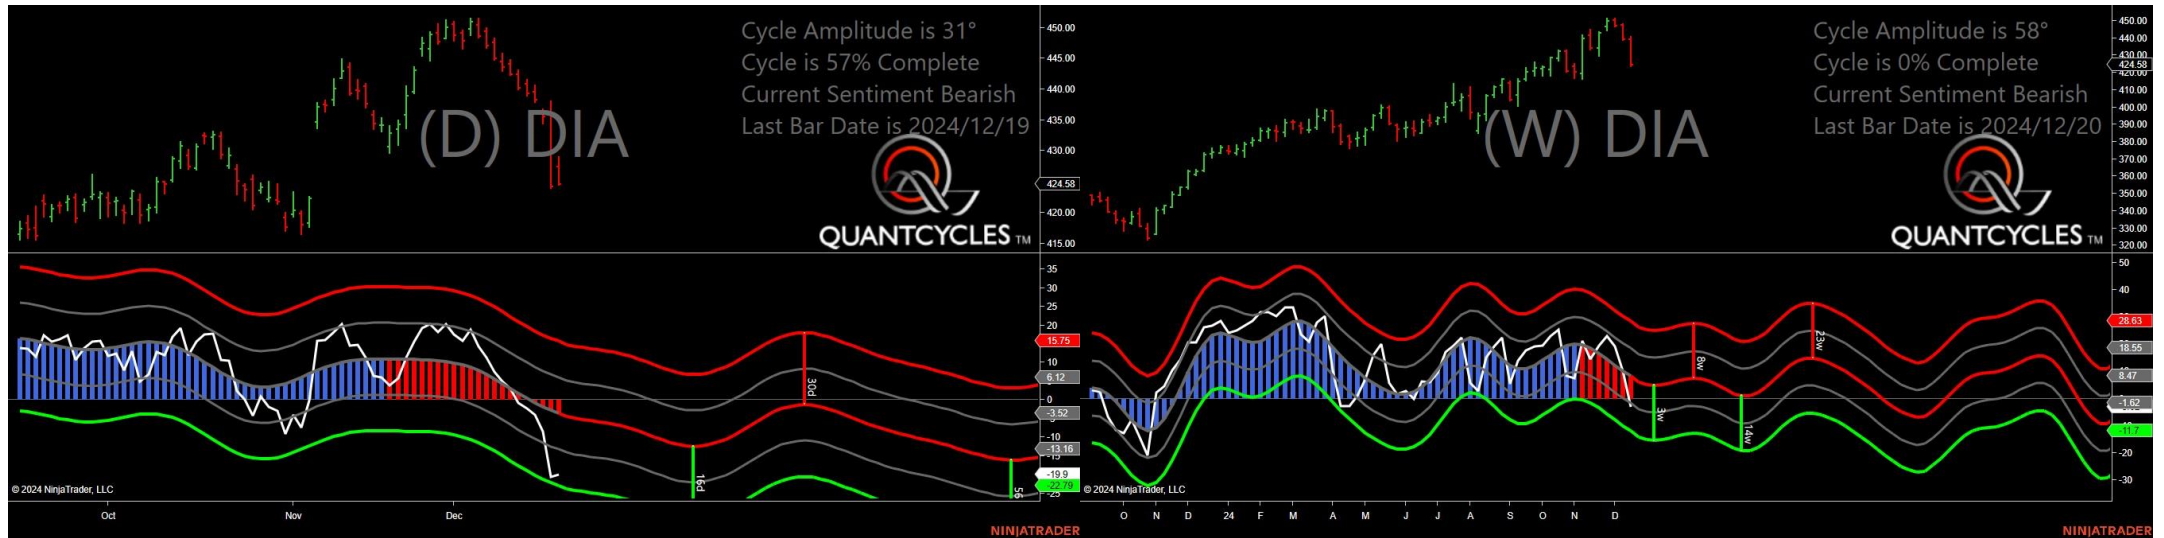 Cycle Amplitude is 31°
Cycle is 57% Complete
Current Sentiment Bearish
Last Bar Date is 2024/12/19
(D) DIA
QUANTCYCLES TM
450.00
445.00
440.00
435.00
430.00
424.58
420.00
415.00
35
30
25
20
15.75
10
6.12
0
-3.52
-10
-13.16
-19.9
-22.79
-25
30d
16d
56
© 2024 NinjaTrader, LLC
Oct
Nov
Dec
NINJATRADER
Cycle Amplitude is 58°
Cycle is 0% Complete
Current Sentiment Bearish
Last Bar Date is 2024/12/20
(W) DIA
QUANTCYCLES TM
450.00
440.00
430.00
424.58
420.00
410.00
400.00
390.00
380.00
370.00
360.00
350.00
340.00
330.00
320.00
50
40
28.63
18.55
8.47
-1.62
-11.7
-20
-30
8w
23w
3w
14w
© 2024 NinjaTrader, LLC
O N D 24 F M A M J J A S O N D
NINJATRADER